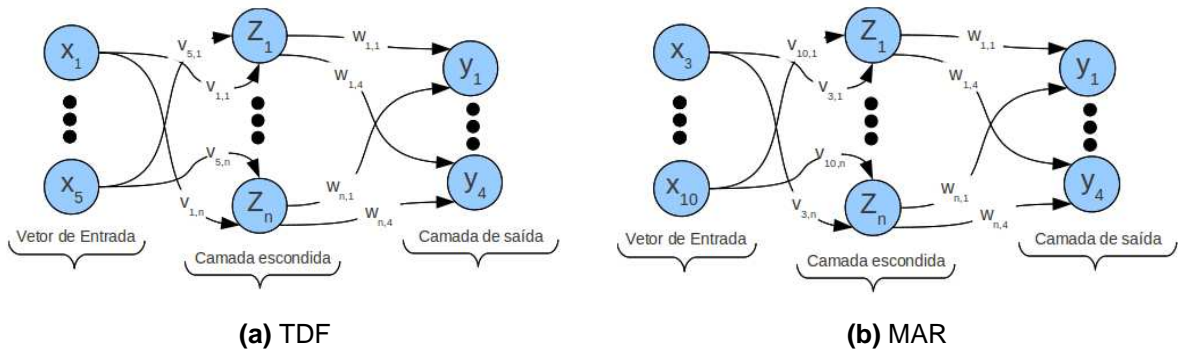 x1
V5,1
Z1
W1,1
V1,1
W1,4
y1
x5
V5,n
V1,n
Zn
Wn,1
Wn,4
y4
Vetor de Entrada
Camada escondida
Camada de saída
(a) TDF
x3
V10,1
Z1
W1,1
V3,1
W1,4
y1
x10
V10,n
V3,n
Zn
Wn,1
Wn,4
y4
Vetor de Entrada
Camada escondida
Camada de saída
(b) MAR